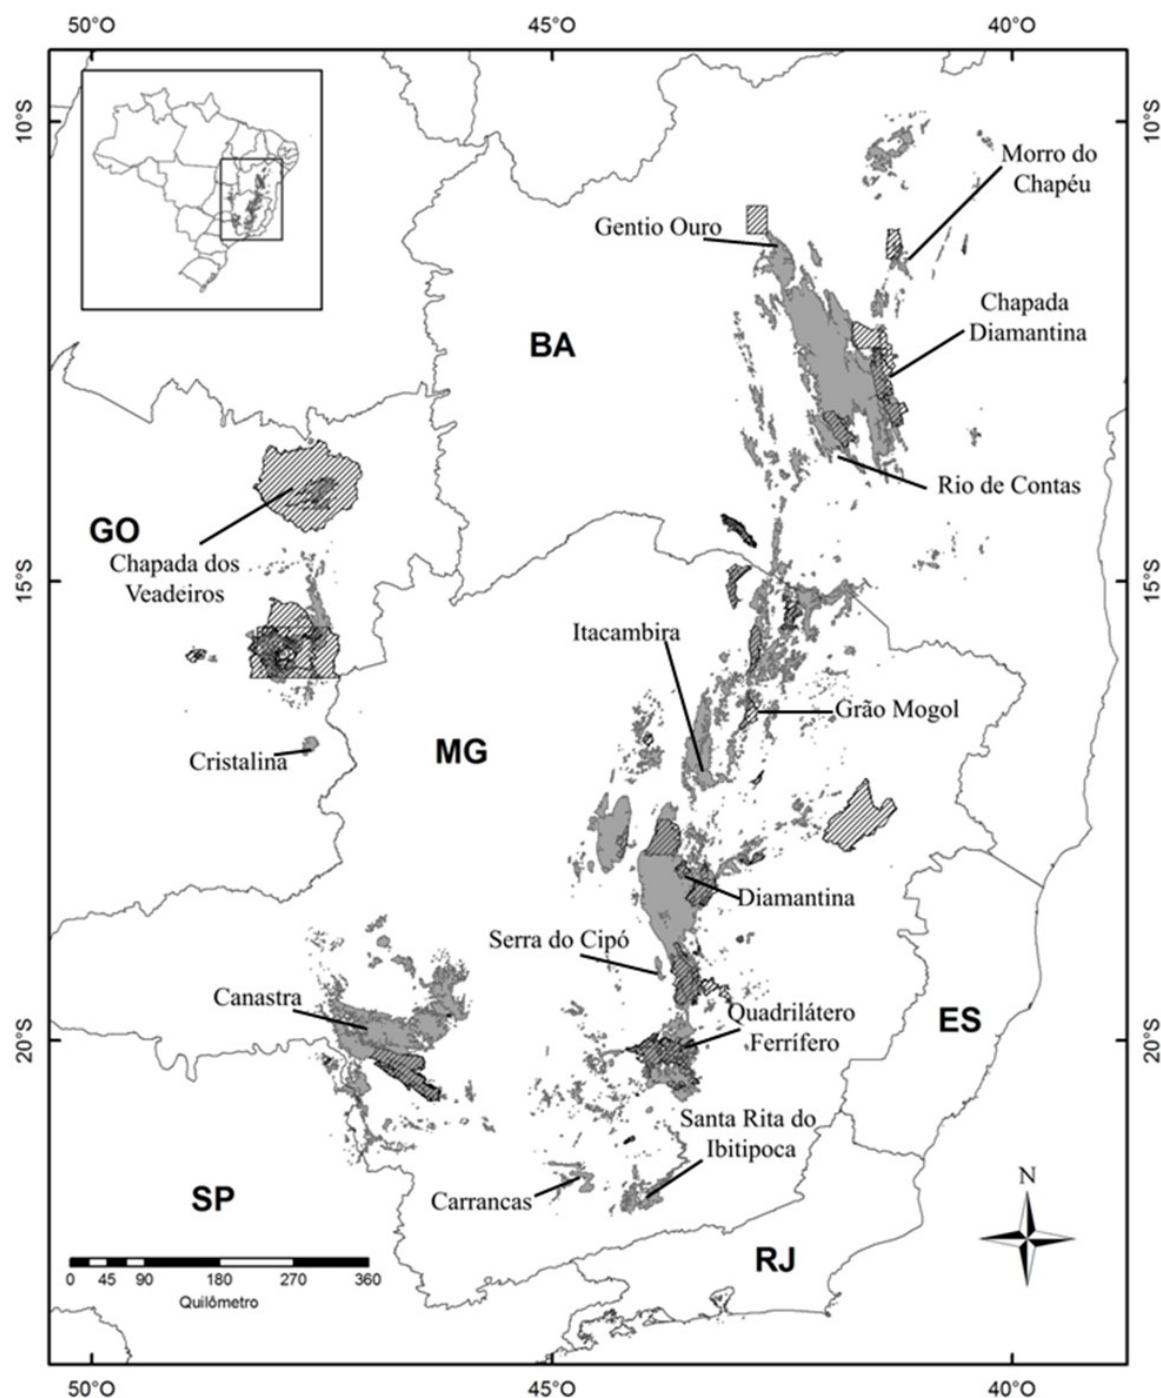 50°O
45°O
40°O
10°S
10°S
Morro do
Chapéu
Gentio Ouro
Chapada
Diamantina
BA
Rio de Contas
GO
Chapada dos
Veadeiros
15°S
15°S
Itacambira
Grão Mogol
MG
Cristalina
Diamantina
Serra do Cipó
Canastra
Quadrilátero
Ferrífero
ES
20°S
20°S
Santa Rita do
Ibitipoca
Carrancas
SP
N
RJ
0 45 90 180 270 360
Quilômetro
50°O
45°O
40°O